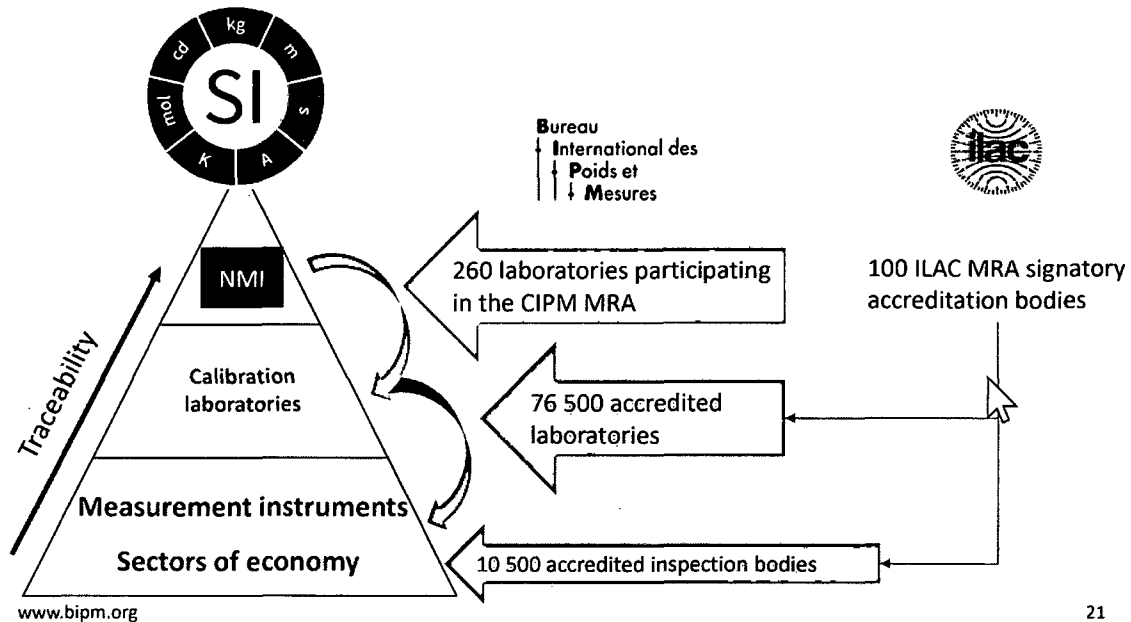 kg
m
s
A
K
mol
cd
SI
Bureau
International des
Poids et
Mesures
ilac
NMI
260 laboratories participating
in the CIPM MRA
100 ILAC MRA signatory
accreditation bodies
Traceability
Calibration
laboratories
76 500 accredited
laboratories
Measurement instruments
Sectors of economy
10 500 accredited inspection bodies
www.bipm.org
21